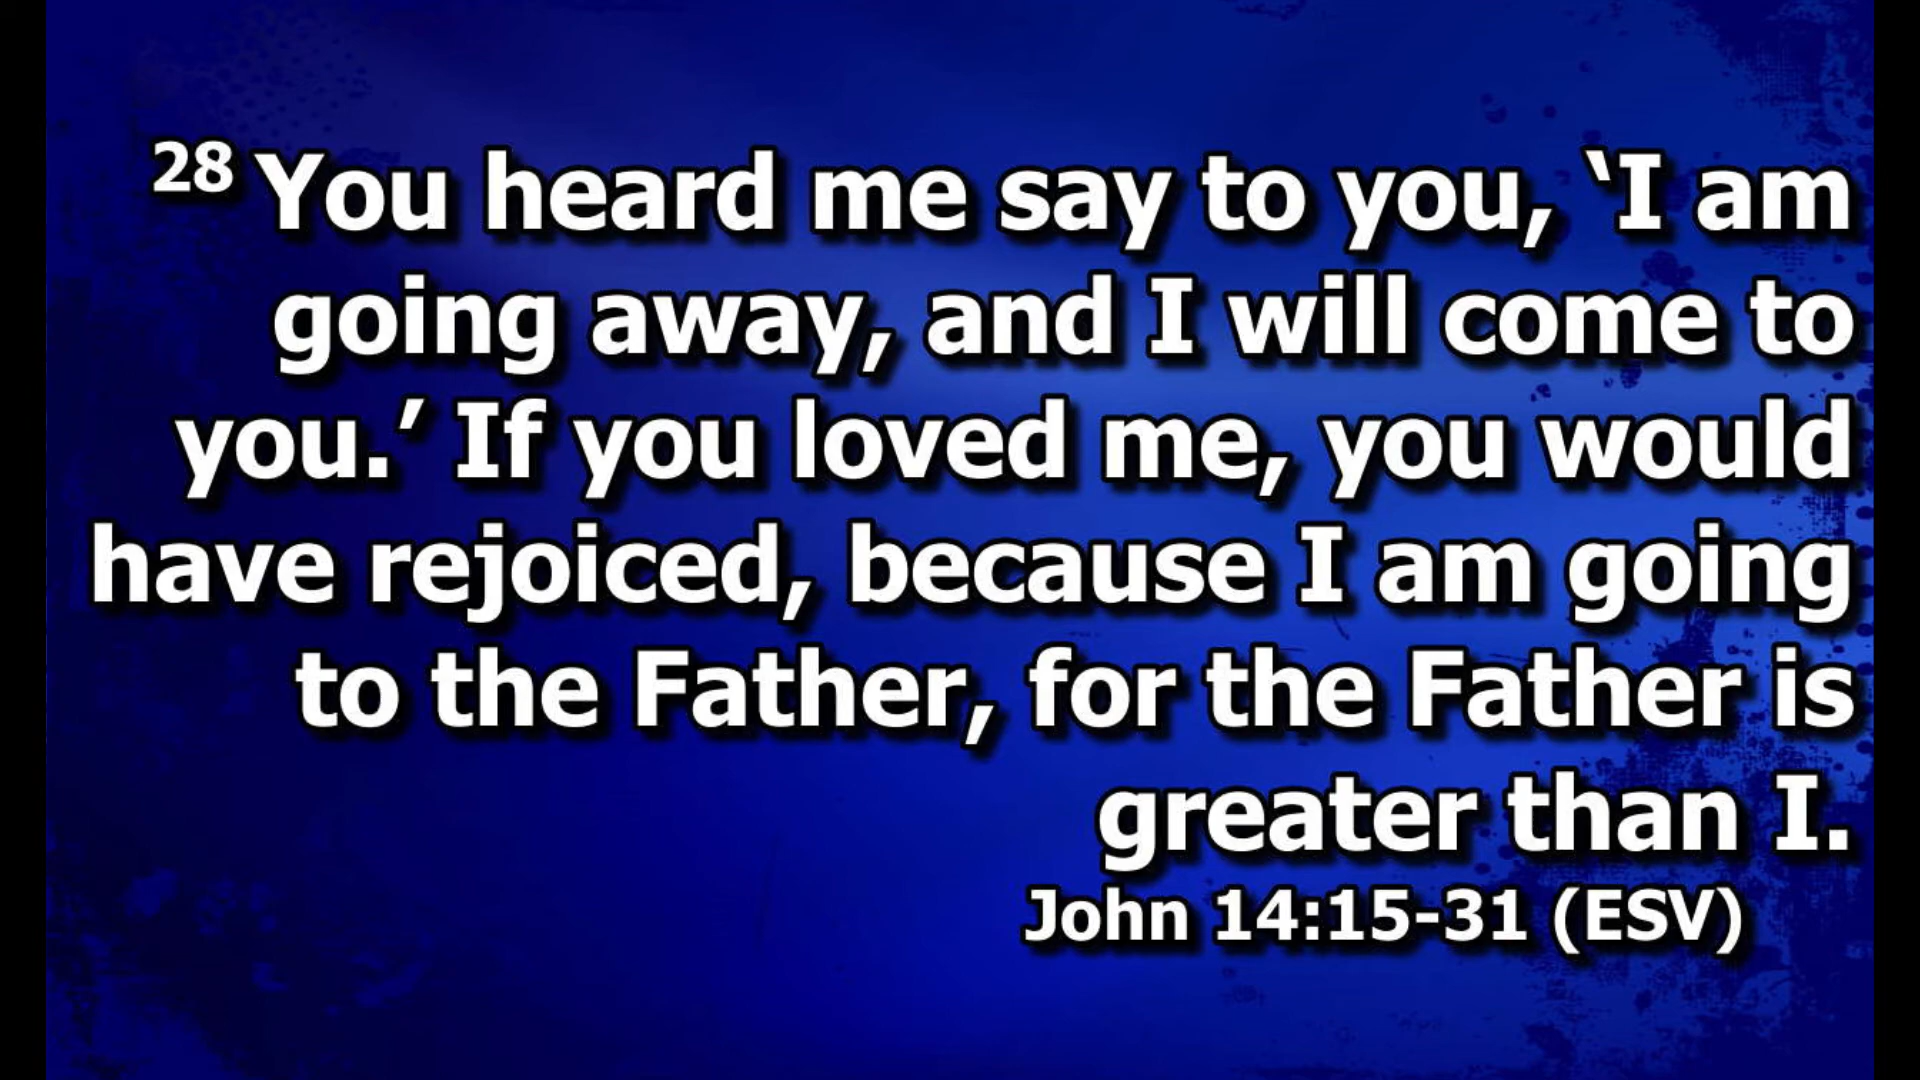 28 You heard me say to you, ‘I am
going away, and I will come to
you.’ If you loved me, you would
have rejoiced, because I am going
to the Father, for the Father is
greater than I.
John 14:15-31 (ESV)